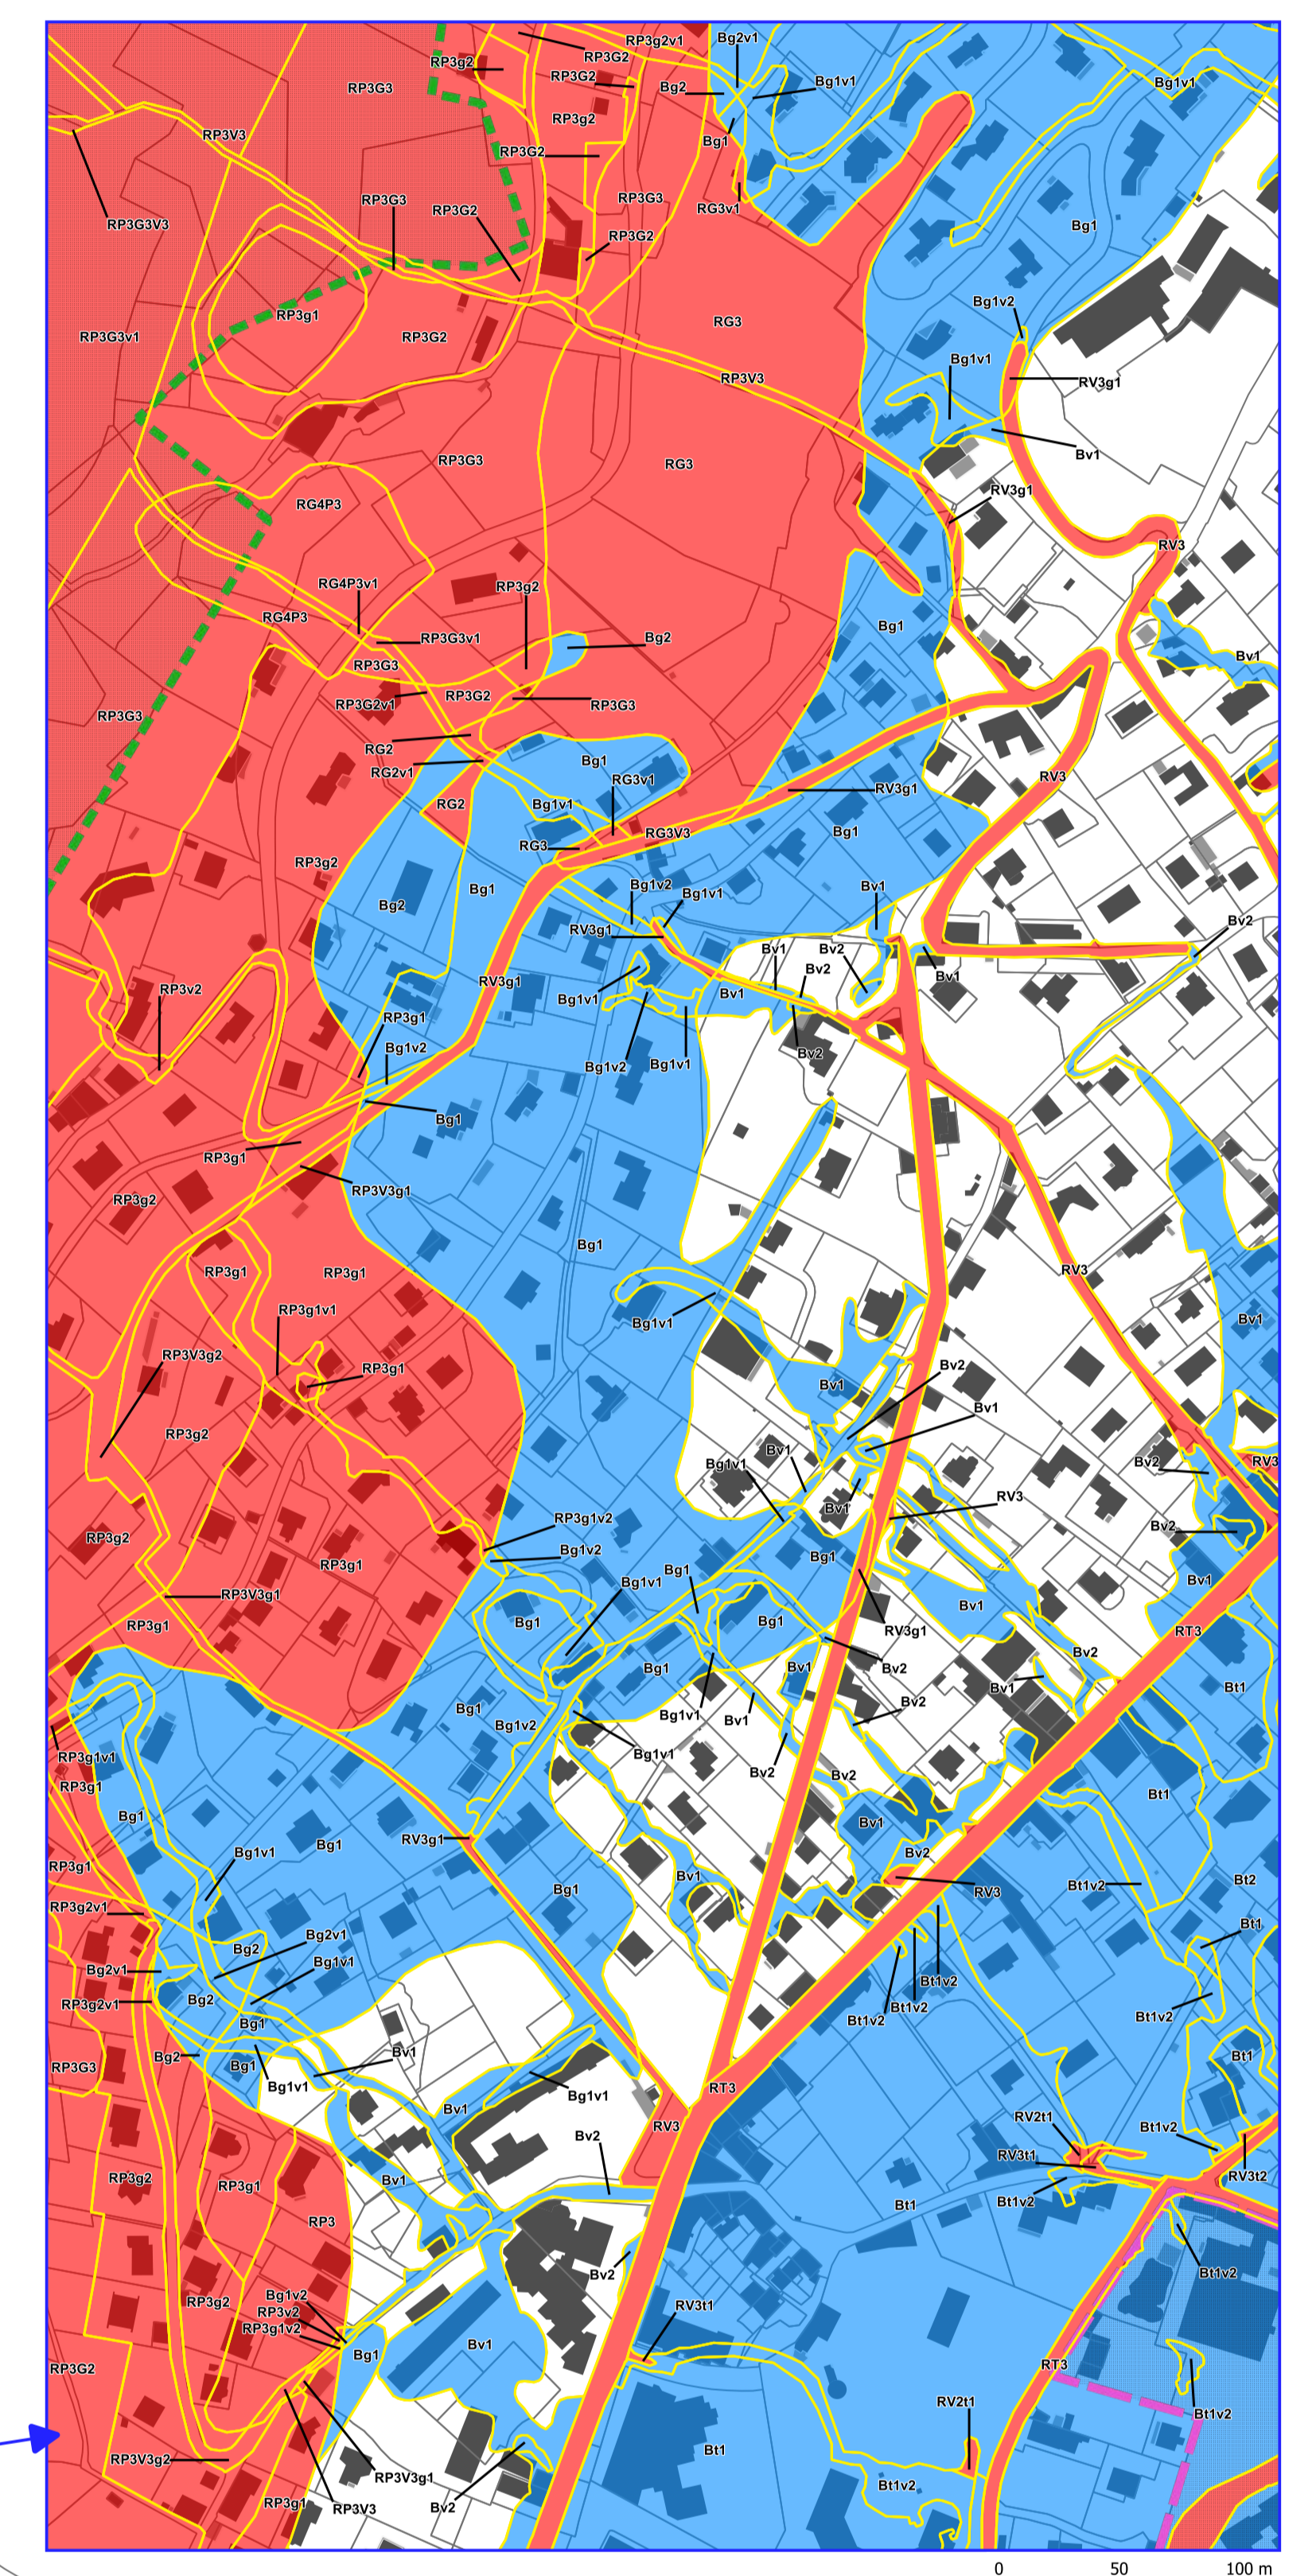 RP3g2v1
Bg2v1
RP3G2
RP3g2
RP3G2
Bg2
Bg1v1
Bg1v1
RP3G3
RP3g2
RP3V3
Bg1
RP3G2
RP3G3
RP3G3
RP3G2
RG3v1
RP3G3V3
Bg1
RP3G2
Bg1v2
RP3g1
RG3
RP3G3v1
RP3G2
Bg1v1
RP3V3
RV3g1
Bv1
RP3G3
RG3
RV3g1
RG4P3
RV3
RG4P3v1
RP3g2
RG4P3
Bg1
RP3G3v1
Bg2
Bv1
RP3G3
RP3G2
RP3G2v1
RP3G3
RP3G3
RG2
Bg1
RG2v1
RG3v1
RV3
RV3g1
RG2
Bg1v1
RG3V3
Bg1
RG3
RP3g2
Bg1v2
Bg1v1
Bv1
Bg1
Bg2
Bv2
RV3g1
Bv1
Bv2
Bv2
RP3v2
RV3g1
Bv1
Bv1
Bg1v1
RP3g1
Bg1v2
Bv2
Bg1v2
Bg1v1
Bg1
RP3g1
RP3V3g1
RP3g2
Bg1
RP3g1
RP3g1
RV3
RP3g1v1
Bg1v1
Bv1
RP3V3g2
RP3g1
Bv2
Bv1
Bv1
RP3g2
Bv1
Bg1v1
Bv2
RV3
RV3
Bv1
RP3g1v2
Bv2
RP3g2
Bg1v2
Bg1
RP3g1
Bg1
Bg1v1
Bv1
RP3V3g1
Bv1
Bg1
Bg1
RP3g1
RV3g1
RT3
Bv2
Bg1
Bv1
Bv2
Bt1
Bv1
Bg1
Bv2
Bg1v1
Bv1
Bg1v2
Bg1v1
RP3g1v1
Bv2
Bv2
RP3g1
Bt1
Bg1
Bv1
RV3g1
Bg1
Bg1v1
Bv2
RP3g1
Bv1
Bt2
Bg1
Bt1v2
RV3
RP3g2v1
Bt1
Bg2v1
Bg2
Bg1v1
Bg2v1
Bt1v2
Bg2
RP3g2v1
Bt1v2
Bt1v2
Bt1v2
Bg1
Bv1
Bg2
Bt1
Bg1
RP3G3
Bg1v1
Bg1v1
RT3
Bv1
RV2t1
RV3
Bt1v2
Bv2
RV3t1
RP3g2
Bv1
RV3t2
RP3g1
Bt1v2
Bt1
RP3
Bt1v2
Bv2
Bg1v2
RP3g2
RV3t1
RP3v2
RP3g1v2
Bv1
Bg1
RT3
RP3G2
RV2t1
Bt1v2
Bt1
RP3V3g2
RP3V3g1
Bt1v2
RP3g1
RP3V3
Bv2
0 50 100 m